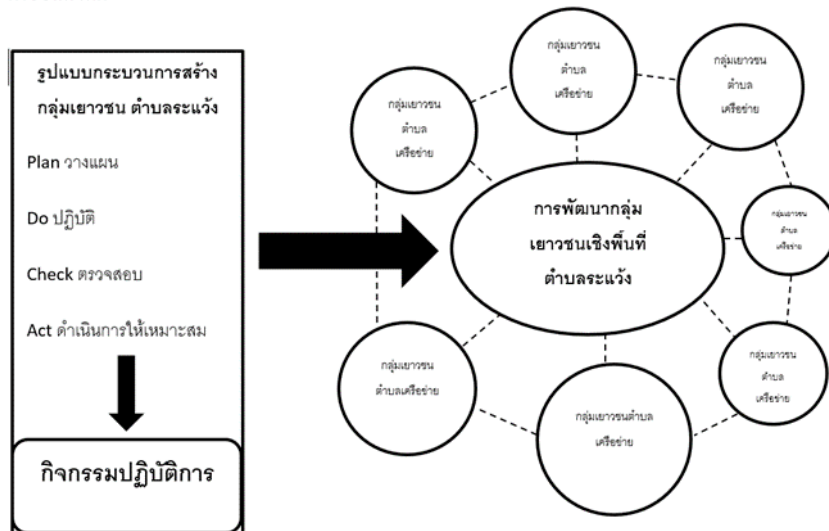 รูปแบบกระบวนการสร้าง
กลุ่มเยาวชน ตำบลระแว้ง
Plan วางแผน
Do ปฏิบัติ
Check ตรวจสอบ
Act ดำเนินการให้เหมาะสม
กิจกรรมปฏิบัติการ
กลุ่มเยาวชน
ตำบล
เครือข่าย
กลุ่มเยาวชน
ตำบล
เครือข่าย
กลุ่มเยาวชน
ตำบล
เครือข่าย
การพัฒนากลุ่ม
เยาวชนเชิงพื้นที่
ตำบลระแว้ง
กลุ่มเยาวชน
ตำบล
เครือข่าย
กลุ่มเยาวชน
ตำบลเครือข่าย
กลุ่มเยาวชนตำบล
เครือข่าย
กลุ่มเยาวชน
ตำบล
เครือข่าย